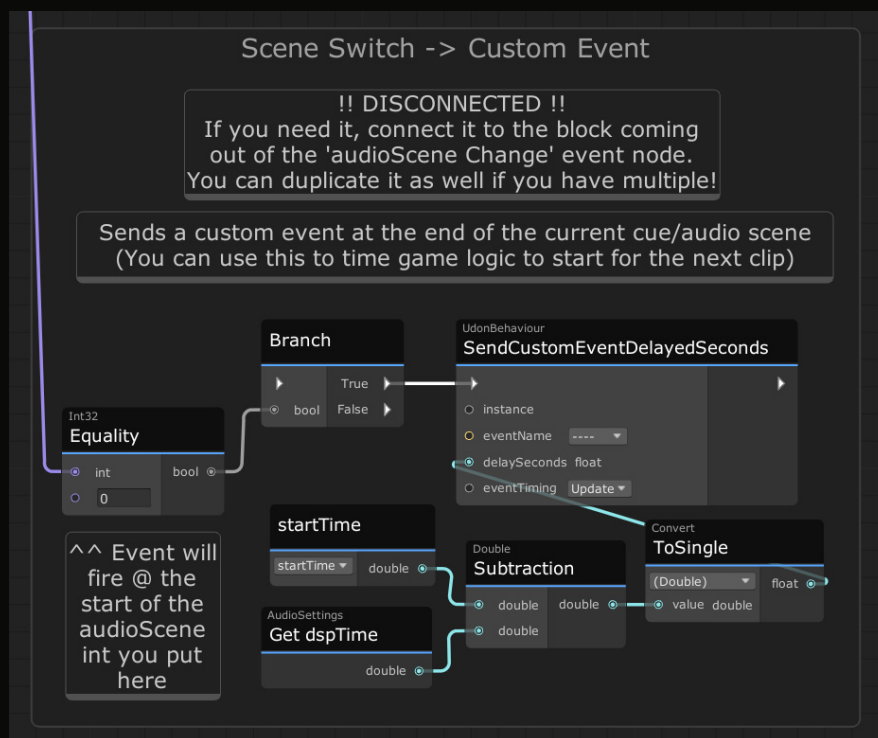 Scene Switch -> Custom Event
!! DISCONNECTED !!
If you need it, connect it to the block coming
out of the 'audioScene Change' event node.
You can duplicate it as well if you have multiple!
Sends a custom event at the end of the current cue/audio scene
(You can use this to time game logic to start for the next clip)
Branch
True
bool False
UdonBehaviour
SendCustomEventDelayedSeconds
instance
eventName ----
delaySeconds float
eventTiming Update
Int32
Equality
int bool
0
^^ Event will
fire @ the
start of the
audioScene
int you put
here
startTime
startTime double
AudioSettings
Get dspTime
double
Double
Subtraction
double double
double
Convert
ToSingle
(Double) float
value double